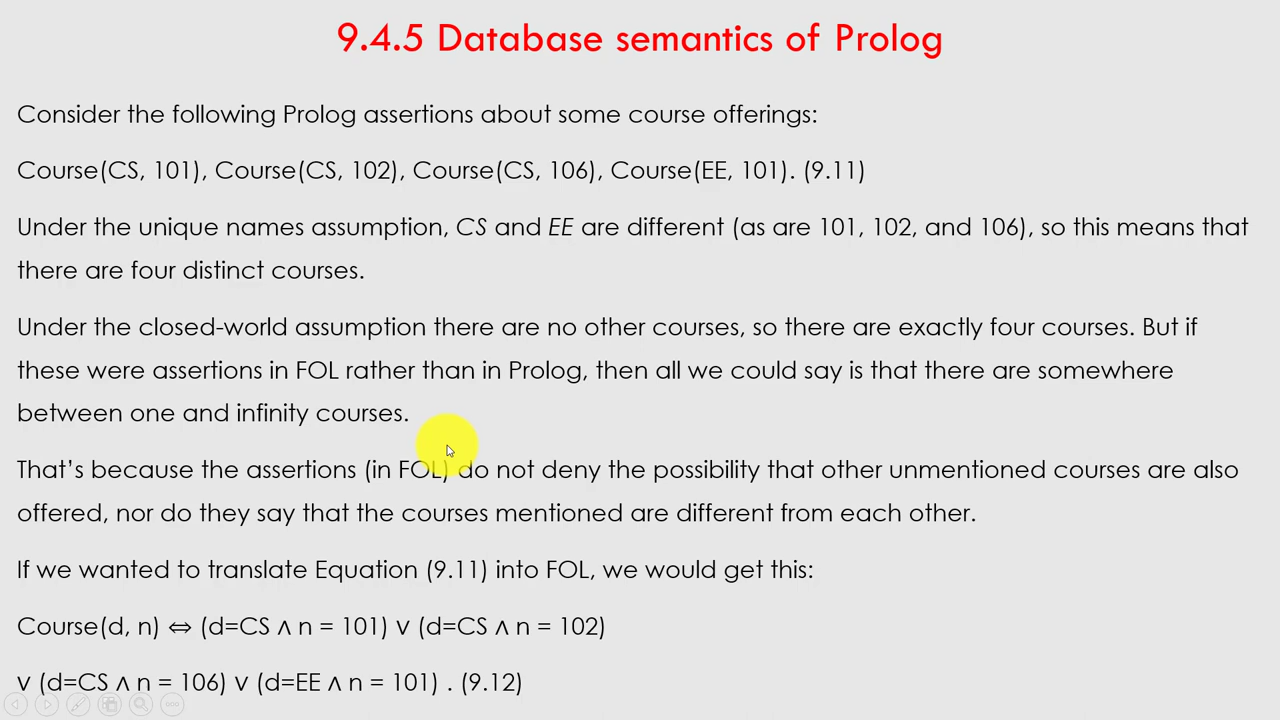 9.4.5 Database semantics of Prolog
Consider the following Prolog assertions about some course offerings:
Course(CS, 101), Course(CS, 102), Course(CS, 106), Course(EE, 101). (9.11)
Under the unique names assumption, CS and EE are different (as are 101, 102, and 106), so this means that
there are four distinct courses.
Under the closed-world assumption there are no other courses, so there are exactly four courses. But if
these were assertions in FOL rather than in Prolog, then all we could say is that there are somewhere
between one and infinity courses.
That’s because the assertions (in FOL) do not deny the possibility that other unmentioned courses are also
offered, nor do they say that the courses mentioned are different from each other.
If we wanted to translate Equation (9.11) into FOL, we would get this:
Course(d, n) ⇔ (d=CS ∧ n = 101) ∨ (d=CS ∧ n = 102)
∨ (d=CS ∧ n = 106) ∨ (d=EE ∧ n = 101) . (9.12)